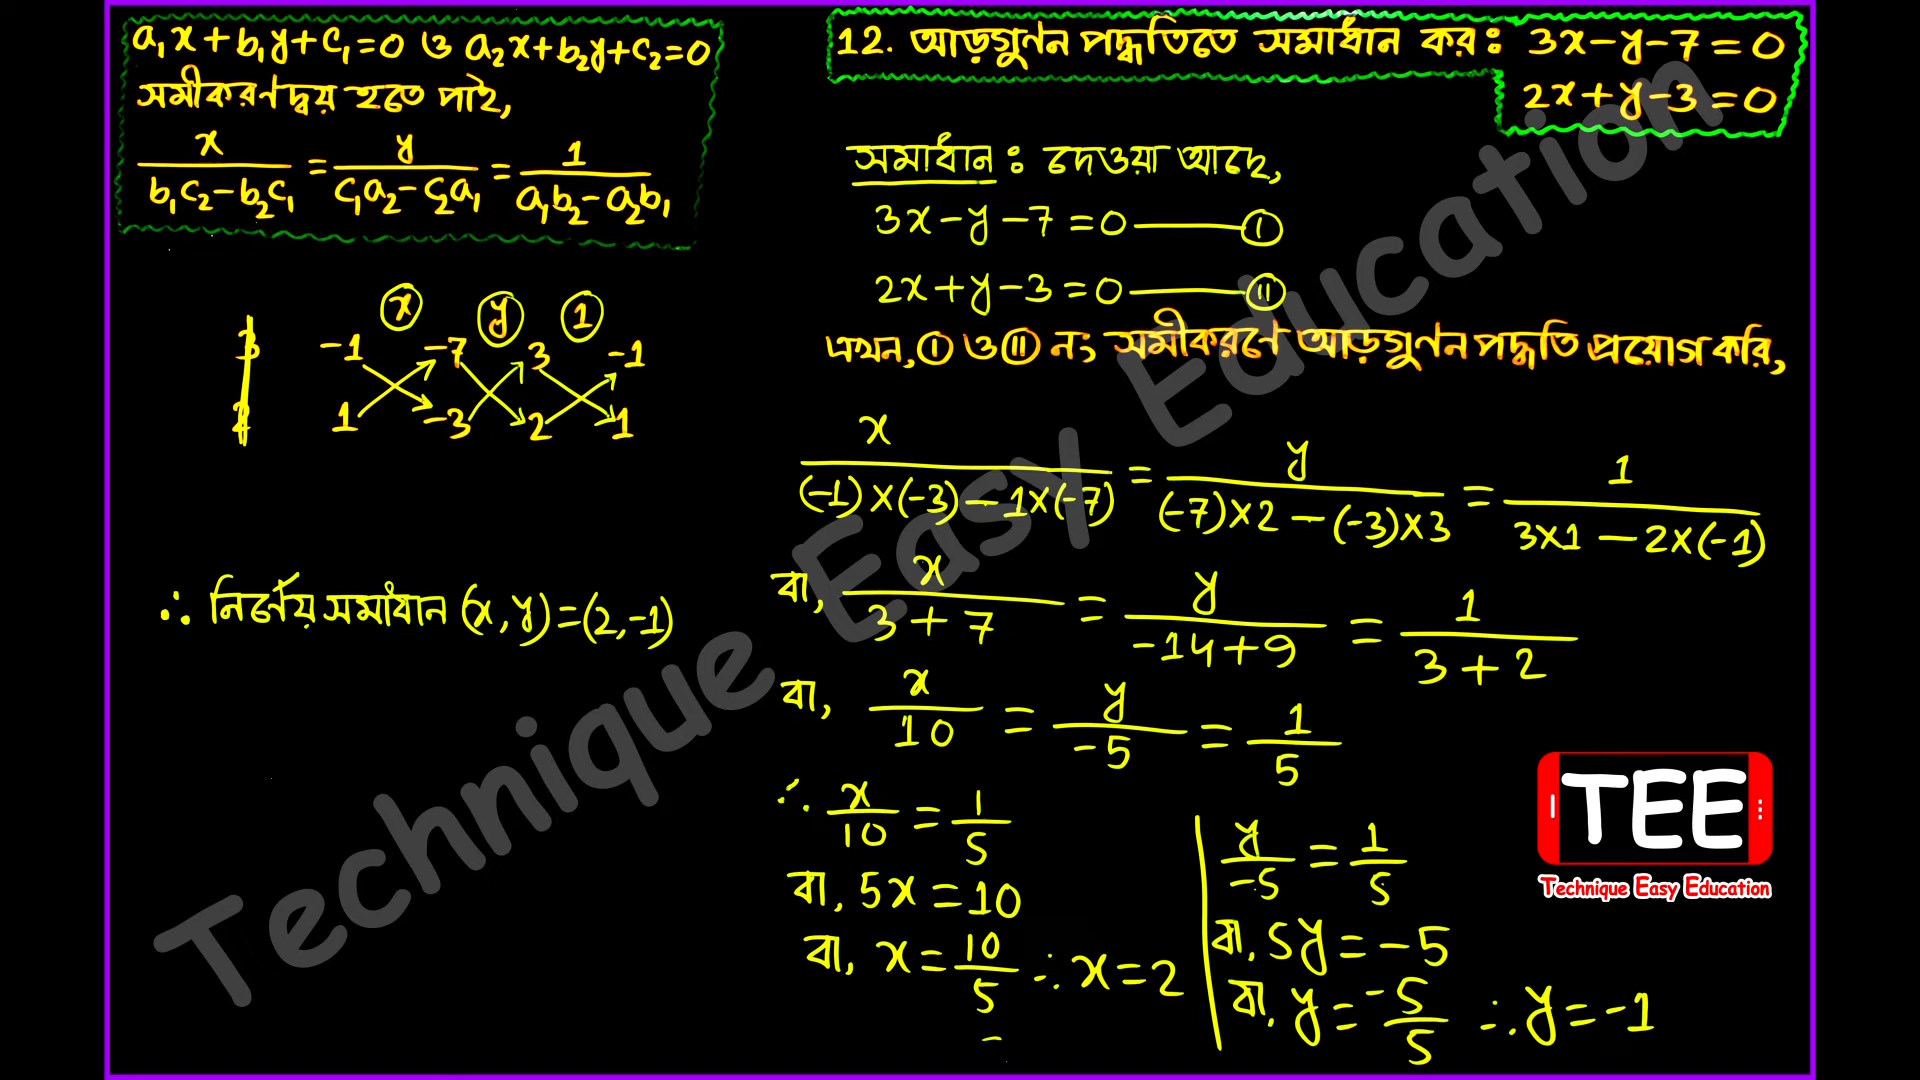 a₁x+b₁y+c₁=0 ও a₂x+b₂y+c₂=0
সমীকরণদ্বয় হতে পাই,
x/(b₁c₂-b₂c₁) = y/(c₁a₂-c₂a₁) = 1/(a₁b₂-a₂b₁)
x y 1
3 -1 -7 3 -1
2 1 -3 2 1
∴ নির্ণেয় সমাধান (x,y)=(2,-1)
12. আড়গুণন পদ্ধতিতে সমাধান কর: 3x-y-7=0
2x+y-3=0
সমাধান: দেওয়া আছে,
3x-y-7=0 — (I)
2x+y-3=0 — (II)
এখন, (I) ও (II) নং সমীকরণে আড়গুণন পদ্ধতি প্রয়োগ করি,
x/((-1)×(-3)-1×(-7)) = y/((-7)×2-(-3)×3) = 1/(3×1-2×(-1))
বা, x/(3+7) = y/(-14+9) = 1/(3+2)
বা, x/10 = y/-5 = 1/5
∴ x/10 = 1/5
বা, 5x=10
বা, x=10/5 ∴x=2
y/-5 = 1/5
বা, 5y=-5
বা, y=-5/5 ∴y=-1
TEE
Technique Easy Education
Technique Easy Education